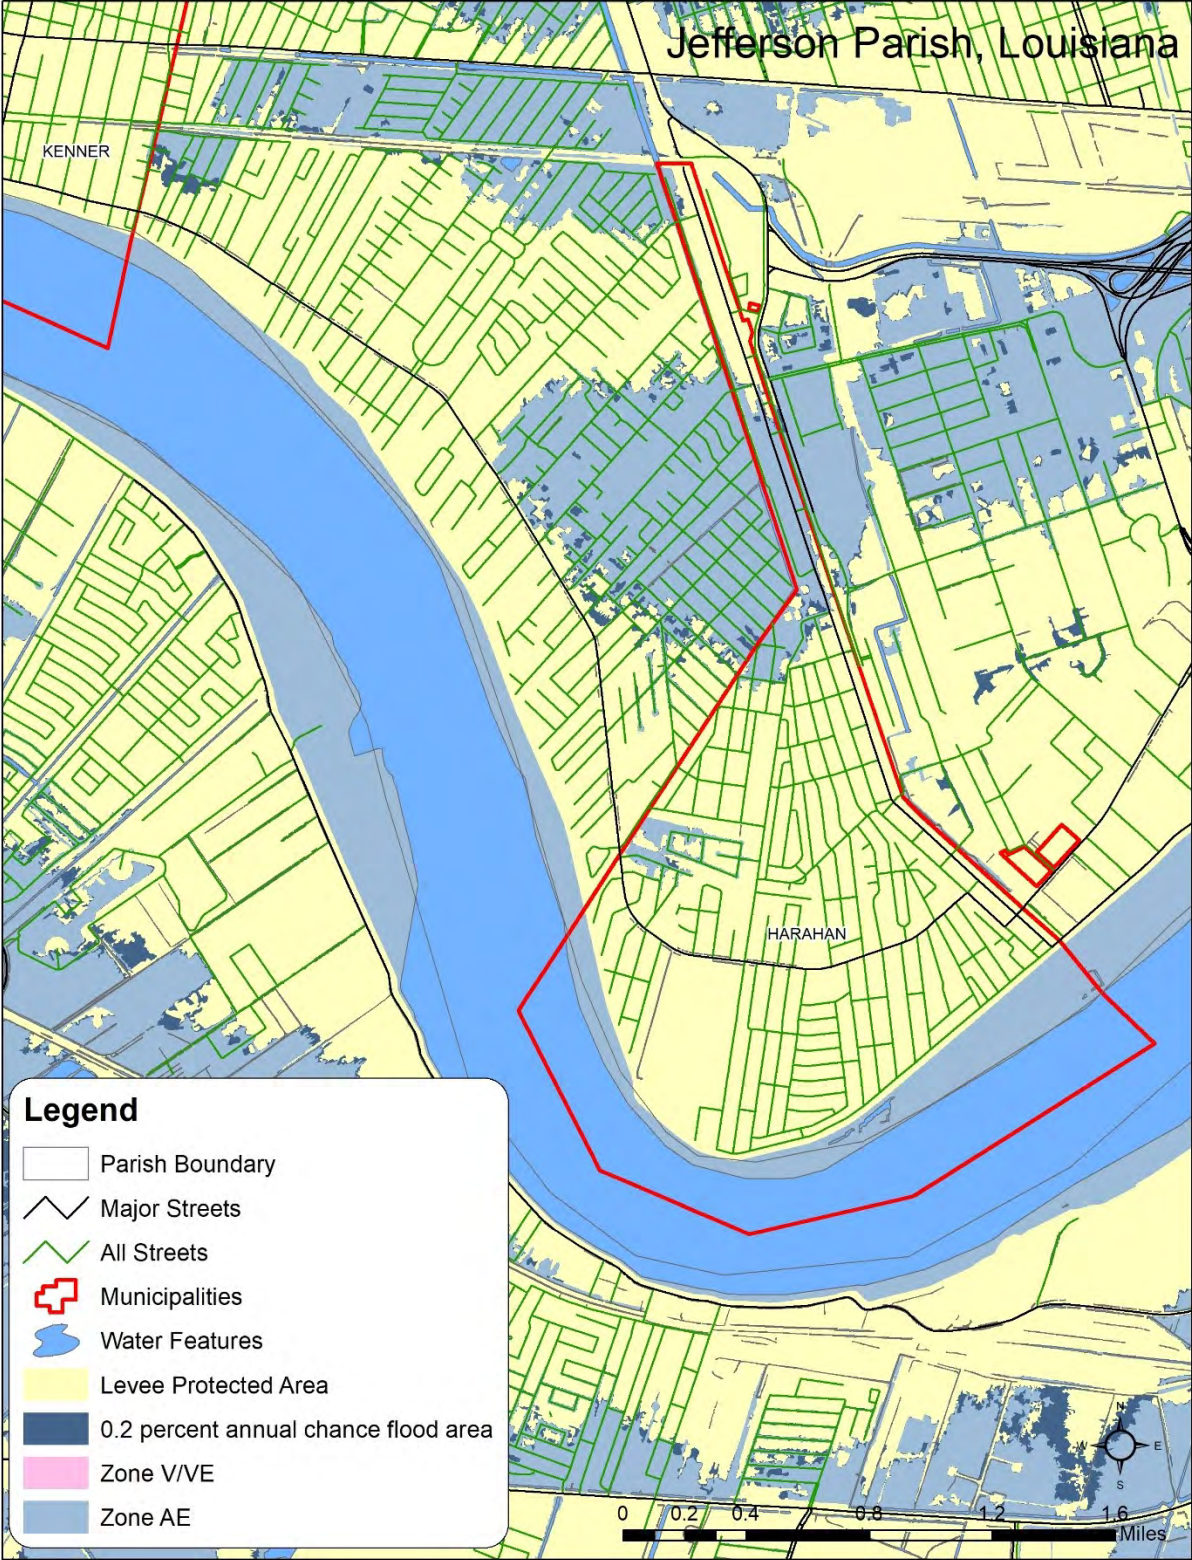 Jefferson Parish, Louisiana
KENNER
HARAHAN
Legend
Parish Boundary
Major Streets
All Streets
Municipalities
Water Features
Levee Protected Area
0.2 percent annual chance flood area
Zone V/VE
Zone AE
N
W E
S
0 0.2 0.4 0.8 1.2 1.6
Miles